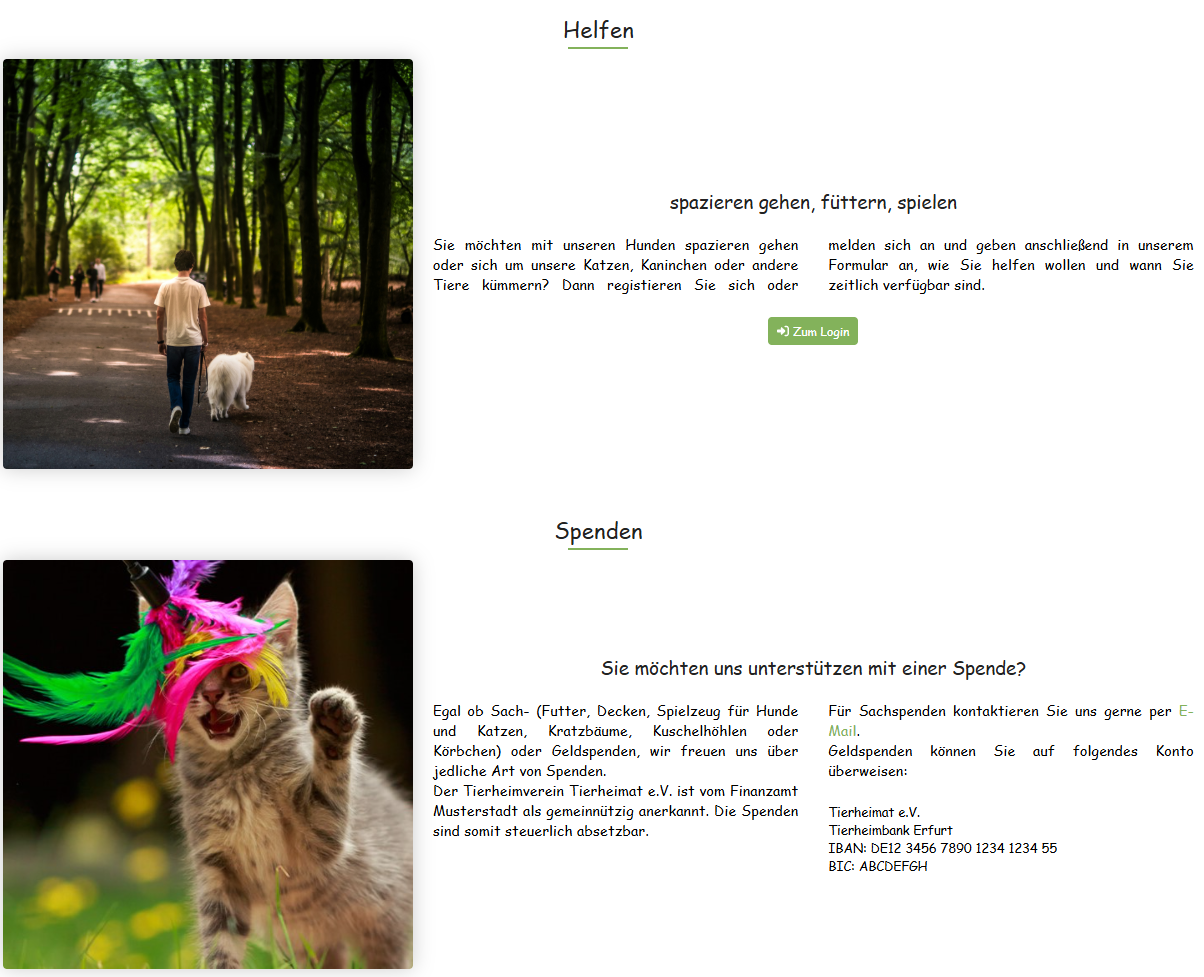 Helfen
spazieren gehen, füttern, spielen
Sie möchten mit unseren Hunden spazieren gehen
oder sich um unsere Katzen, Kaninchen oder andere
Tiere kümmern? Dann registieren Sie sich oder
melden sich an und geben anschließend in unserem
Formular an, wie Sie helfen wollen und wann Sie
zeitlich verfügbar sind.
Zum Login
Spenden
Sie möchten uns unterstützen mit einer Spende?
Egal ob Sach- (Futter, Decken, Spielzeug für Hunde
und Katzen, Kratzbäume, Kuschelhöhlen oder
Körbchen) oder Geldspenden, wir freuen uns über
jedliche Art von Spenden.
Der Tierheimverein Tierheimat e.V. ist vom Finanzamt
Musterstadt als gemeinnützig anerkannt. Die Spenden
sind somit steuerlich absetzbar.
Für Sachspenden kontaktieren Sie uns gerne per E-
Mail.
Geldspenden können Sie auf folgendes Konto
überweisen:
Tierheimat e.V.
Tierheimbank Erfurt
IBAN: DE12 3456 7890 1234 1234 55
BIC: ABCDEFGH